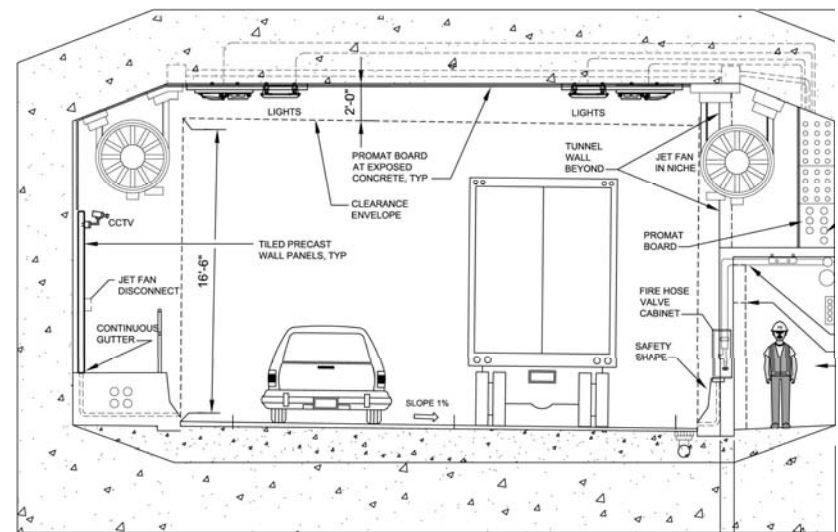 LIGHTS
2'-0"
LIGHTS
PROMAT BOARD
AT EXPOSED
CONCRETE, TYP
CLEARANCE
ENVELOPE
TUNNEL
WALL
BEYOND
JET FAN
IN NICHE
CCTV
TILED PRECAST
WALL PANELS, TYP
16'-6"
PROMAT
BOARD
JET FAN
DISCONNECT
CONTINUOUS
GUTTER
FIRE HOSE
VALVE
CABINET
SAFETY
SHAPE
SLOPE 1%